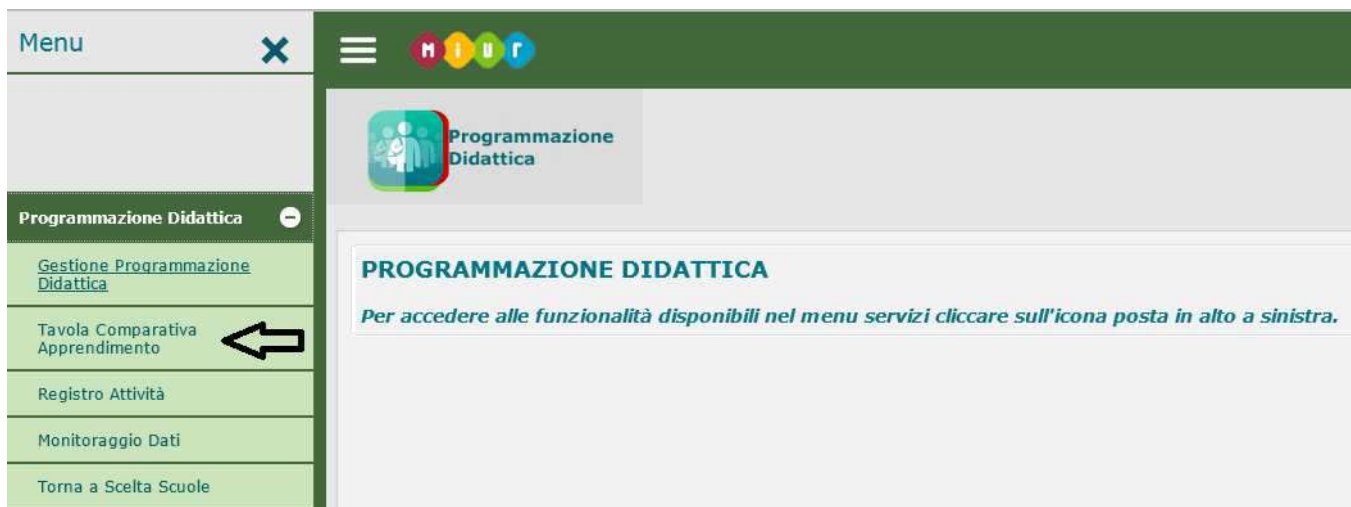 Menu
MIUr
Programmazione
Didattica
Programmazione Didattica
Gestione Programmazione
Didattica
Tavola Comparativa
Apprendimento
Registro Attività
Monitoraggio Dati
Torna a Scelta Scuole
PROGRAMMAZIONE DIDATTICA
Per accedere alle funzionalità disponibili nel menu servizi cliccare sull'icona posta in alto a sinistra.